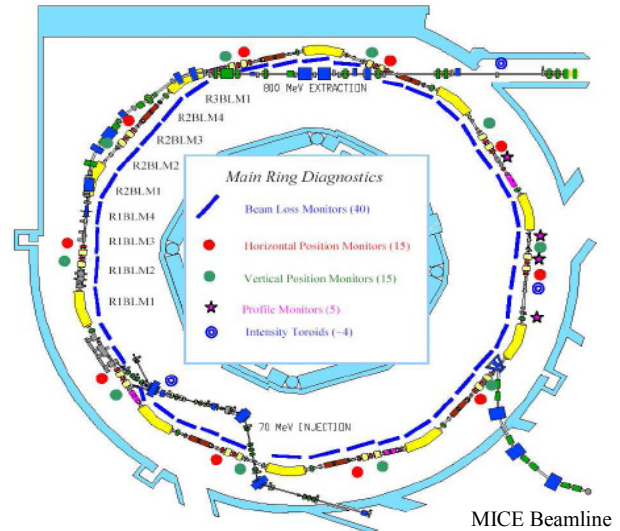 800 MeV EXTRACTION
R3BLM1
R2BLM4
R2BLM3
R2BLM2
R2BLM1
R1BLM4
R1BLM3
R1BLM2
R1BLM1
Main Ring Diagnostics
Beam Loss Monitors (40)
Horizontal Position Monitors (15)
Vertical Position Monitors (15)
Profile Monitors (5)
Intensity Toroids (~4)
70 MeV INJECTION
MICE Beamline